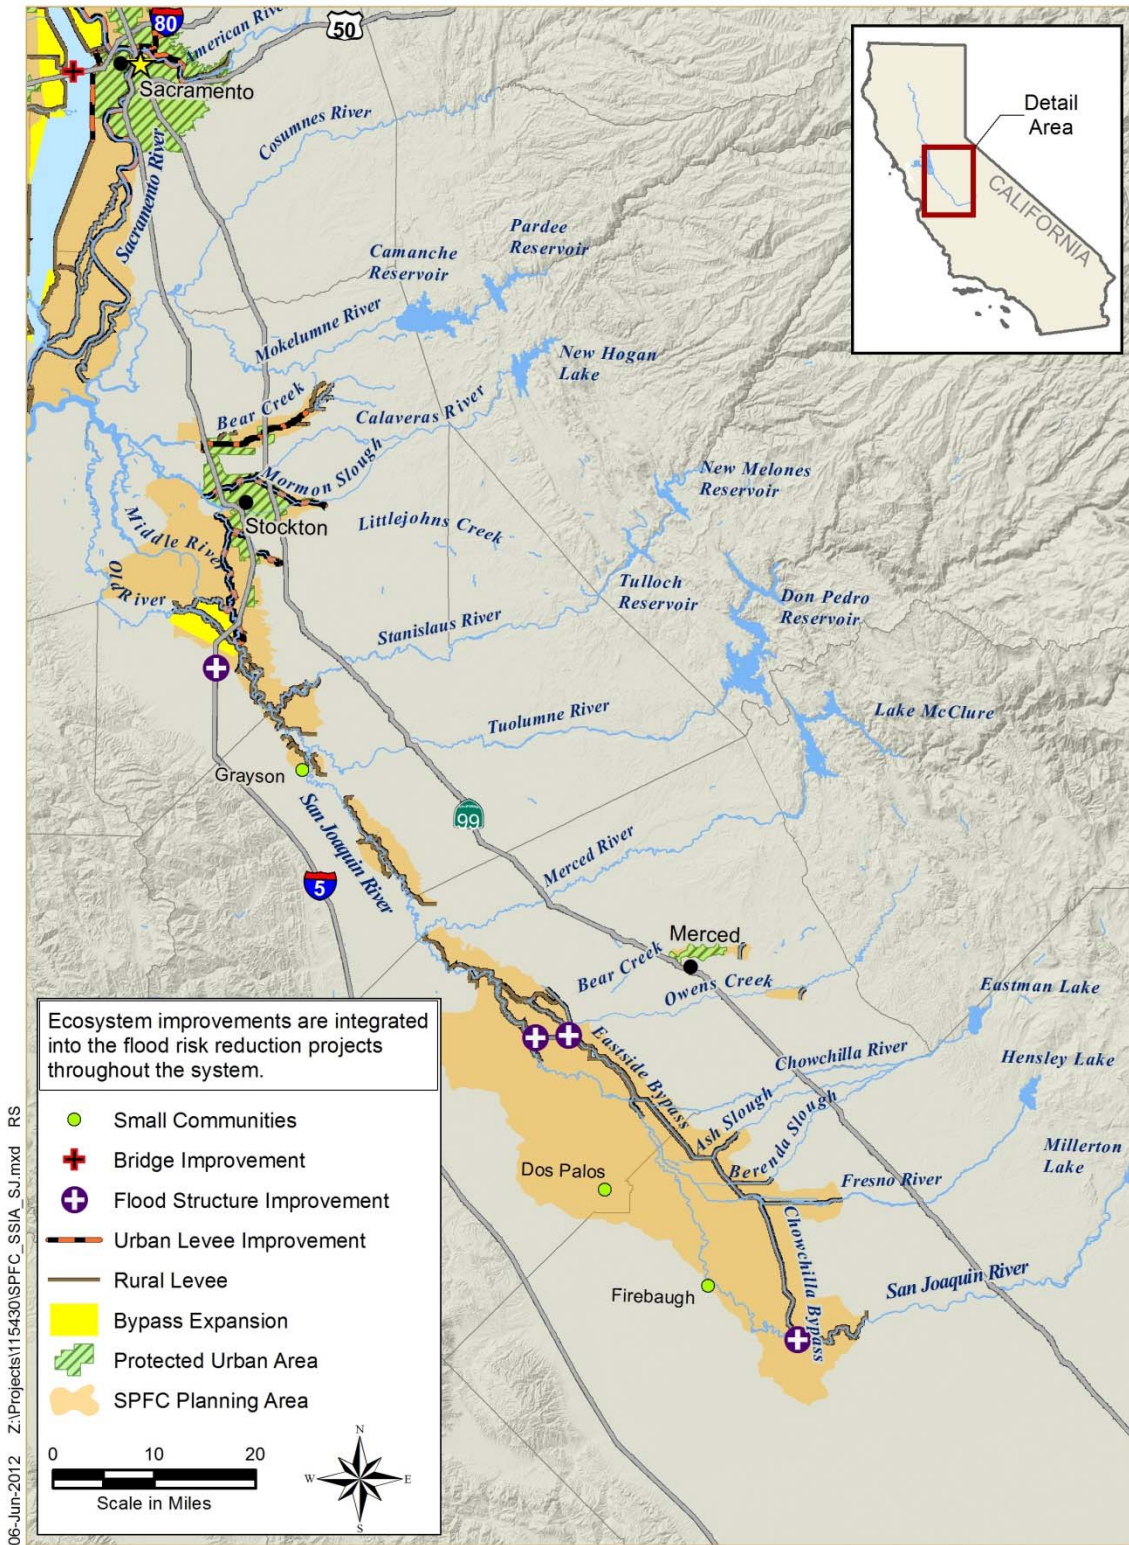 80
50
American River
Sacramento
Cosumnes River
Sacramento River
Detail
Area
CALIFORNIA
Pardee
Reservoir
Camanche
Reservoir
Mokelumne River
New Hogan
Lake
Bear Creek
Calaveras River
Mormon Slough
Stockton
Littlejohns Creek
New Melones
Reservoir
Middle River
Old River
Tulloch
Reservoir
Don Pedro
Reservoir
Stanislaus River
Tuolumne River
Lake McClure
Grayson
San Joaquin River
CALIFORNIA
99
5
Merced River
Merced
Bear Creek
Owens Creek
Eastman Lake
Eastside Bypass
Chowchilla River
Hensley Lake
Ash Slough
Berenda Slough
Millerton
Lake
Dos Palos
Fresno River
Chowchilla Bypass
San Joaquin River
Firebaugh
Ecosystem improvements are integrated
into the flood risk reduction projects
throughout the system.
Small Communities
Bridge Improvement
Flood Structure Improvement
Urban Levee Improvement
Rural Levee
Bypass Expansion
Protected Urban Area
SPFC Planning Area
0 10 20
Scale in Miles
N
W E
S
06-Jun-2012 Z:\Projects\115430\SPFC_SSIA_SJ.mxd RS